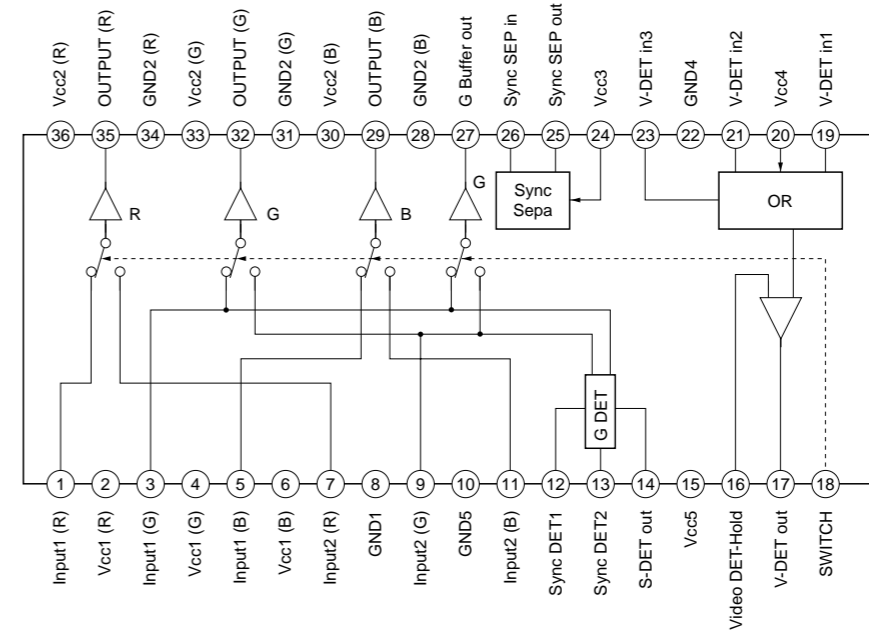 Vcc2 (R)
OUTPUT (R)
GND2 (R)
Vcc2 (G)
OUTPUT (G)
GND2 (G)
Vcc2 (B)
OUTPUT (B)
GND2 (B)
G Buffer out
Sync SEP in
Sync SEP out
Vcc3
V-DET in3
GND4
V-DET in2
Vcc4
V-DET in1
36 35 34 33 32 31 30 29 28 27 26 25 24 23 22 21 20 19
R
G
B
G
Sync
Sepa
OR
G DET
1 2 3 4 5 6 7 8 9 10 11 12 13 14 15 16 17 18
Input1 (R)
Vcc1 (R)
Input1 (G)
Vcc1 (G)
Input1 (B)
Vcc1 (B)
Input2 (R)
GND1
Input2 (G)
GND5
Input2 (B)
Sync DET1
Sync DET2
S-DET out
Vcc5
Video DET-Hold
V-DET out
SWITCH